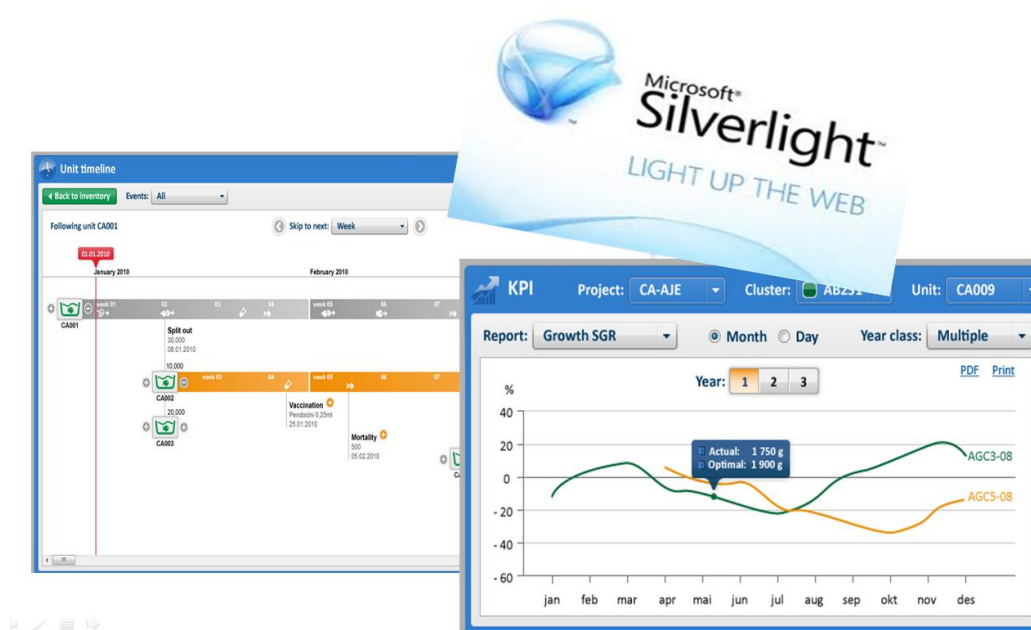 Microsoft®
Silverlight™
LIGHT UP THE WEB
Unit timeline
Back to inventory Events: All
Following unit CA001 Skip to next: Week
01.01.2010
January 2010 February 2010
week 01 02 03 04 week 05 06 07
CA001
Split out
30,000
08.01.2010
10,000
week 03 04 week 05 06 07
CA002
20,000
CA003
Vaccination
Pendocini 0,25ml
25.01.2010
Mortality
500
05.02.2010
KPI Project: CA-AJE Cluster: AB231 Unit: CA009
Report: Growth SGR Month Day Year class: Multiple
Year: 1 2 3 PDF Print
%
40
20
0
- 20
- 40
- 60
Actual: 1 750 g
Optimal: 1 900 g
AGC3-08
AGC5-08
jan feb mar apr mai jun jul aug sep okt nov des